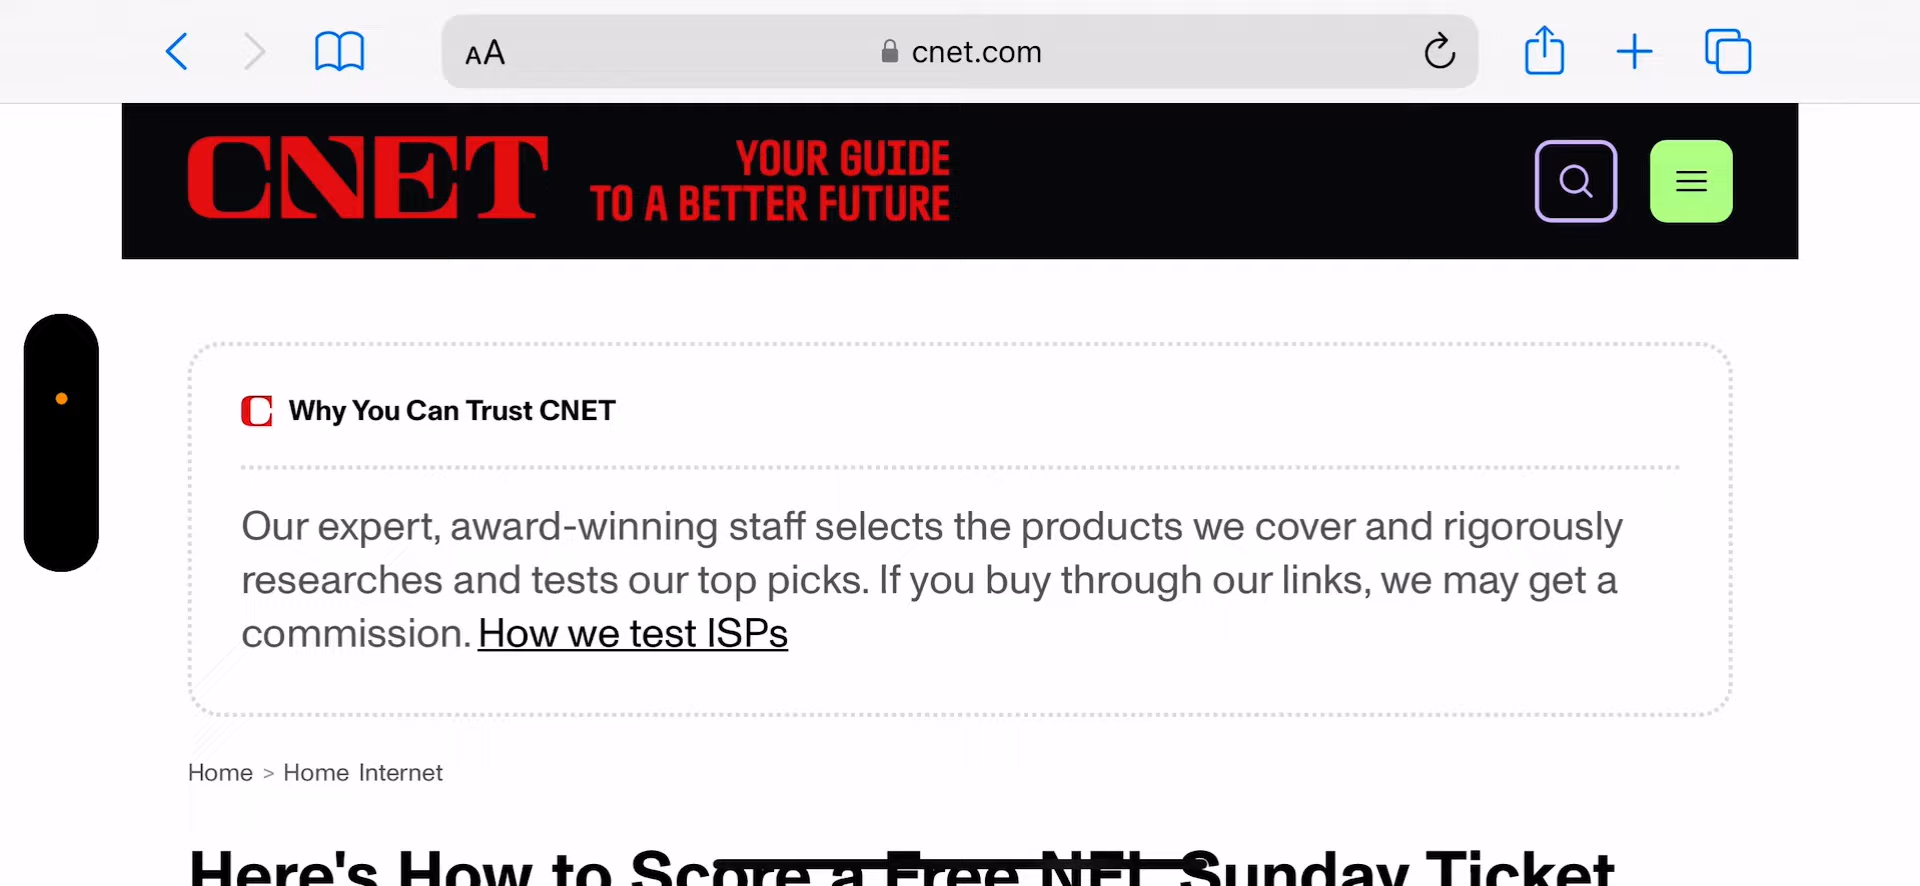 AA
cnet.com
CNET
YOUR GUIDE
TO A BETTER FUTURE
Why You Can Trust CNET
Our expert, award-winning staff selects the products we cover and rigorously
researches and tests our top picks. If you buy through our links, we may get a
commission. How we test ISPs
Home > Home Internet
Here's How to Score a Free NFL Sunday Ticket